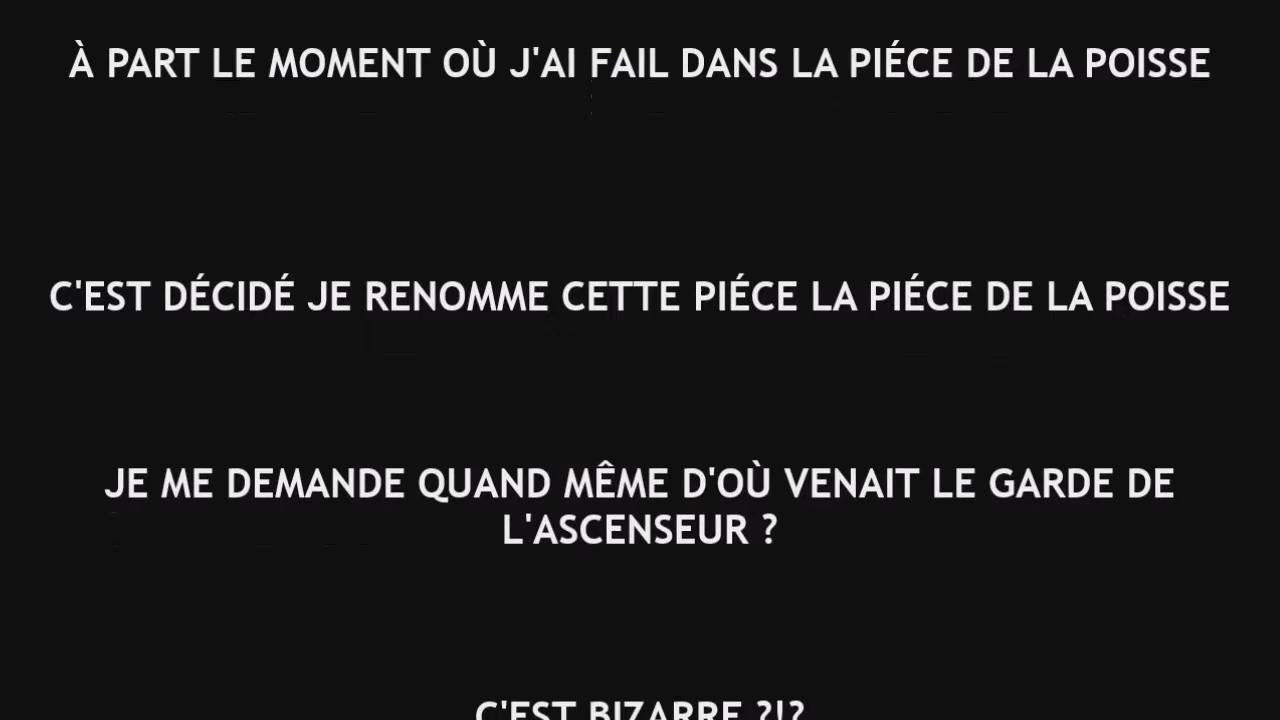 À PART LE MOMENT OÙ J'AI FAIL DANS LA PIÉCE DE LA POISSE
C'EST DÉCIDÉ JE RENOMME CETTE PIÉCE LA PIÉCE DE LA POISSE
JE ME DEMANDE QUAND MÊME D'OÙ VENAIT LE GARDE DE
L'ASCENSEUR ?
C'EST BIZARRE ?!?